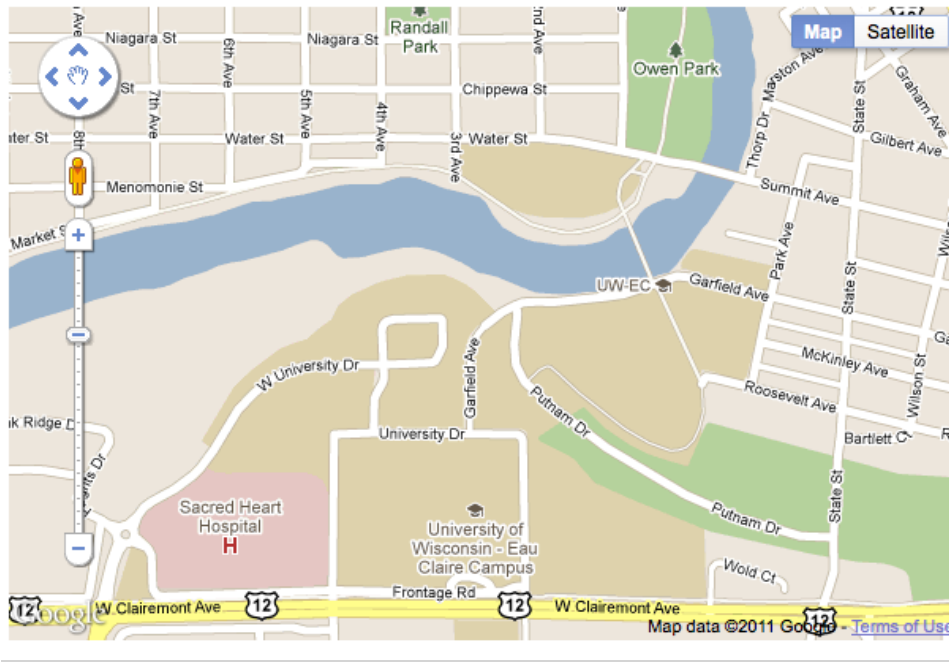 Ave
Niagara St
Niagara St
Randall
Park
2nd Ave
Owen Park
Map
Satellite
Marston Ave
State St
Graham Ave
6th Ave
St
7th Ave
5th Ave
4th Ave
Chippewa St
Thorp Dr
Gilbert Ave
ater St
8th
Water St
3rd Ave
Water St
Menomonie St
Summit Ave
Market S
Park Ave
State St
UW-EC
Garfield Ave
W University Dr
Garfield Ave
McKinley Ave
Wilson St
Putnam Dr
Roosevelt Ave
k Ridge D
University Dr
Bartlett Ct
State St
Sacred Heart
Hospital
H
University of
Wisconsin - Eau
Claire Campus
Putnam Dr
Wold Ct
Frontage Rd
12
Google
W Clairemont Ave
12
12
W Clairemont Ave
12
Map data ©2011 Google - Terms of Use